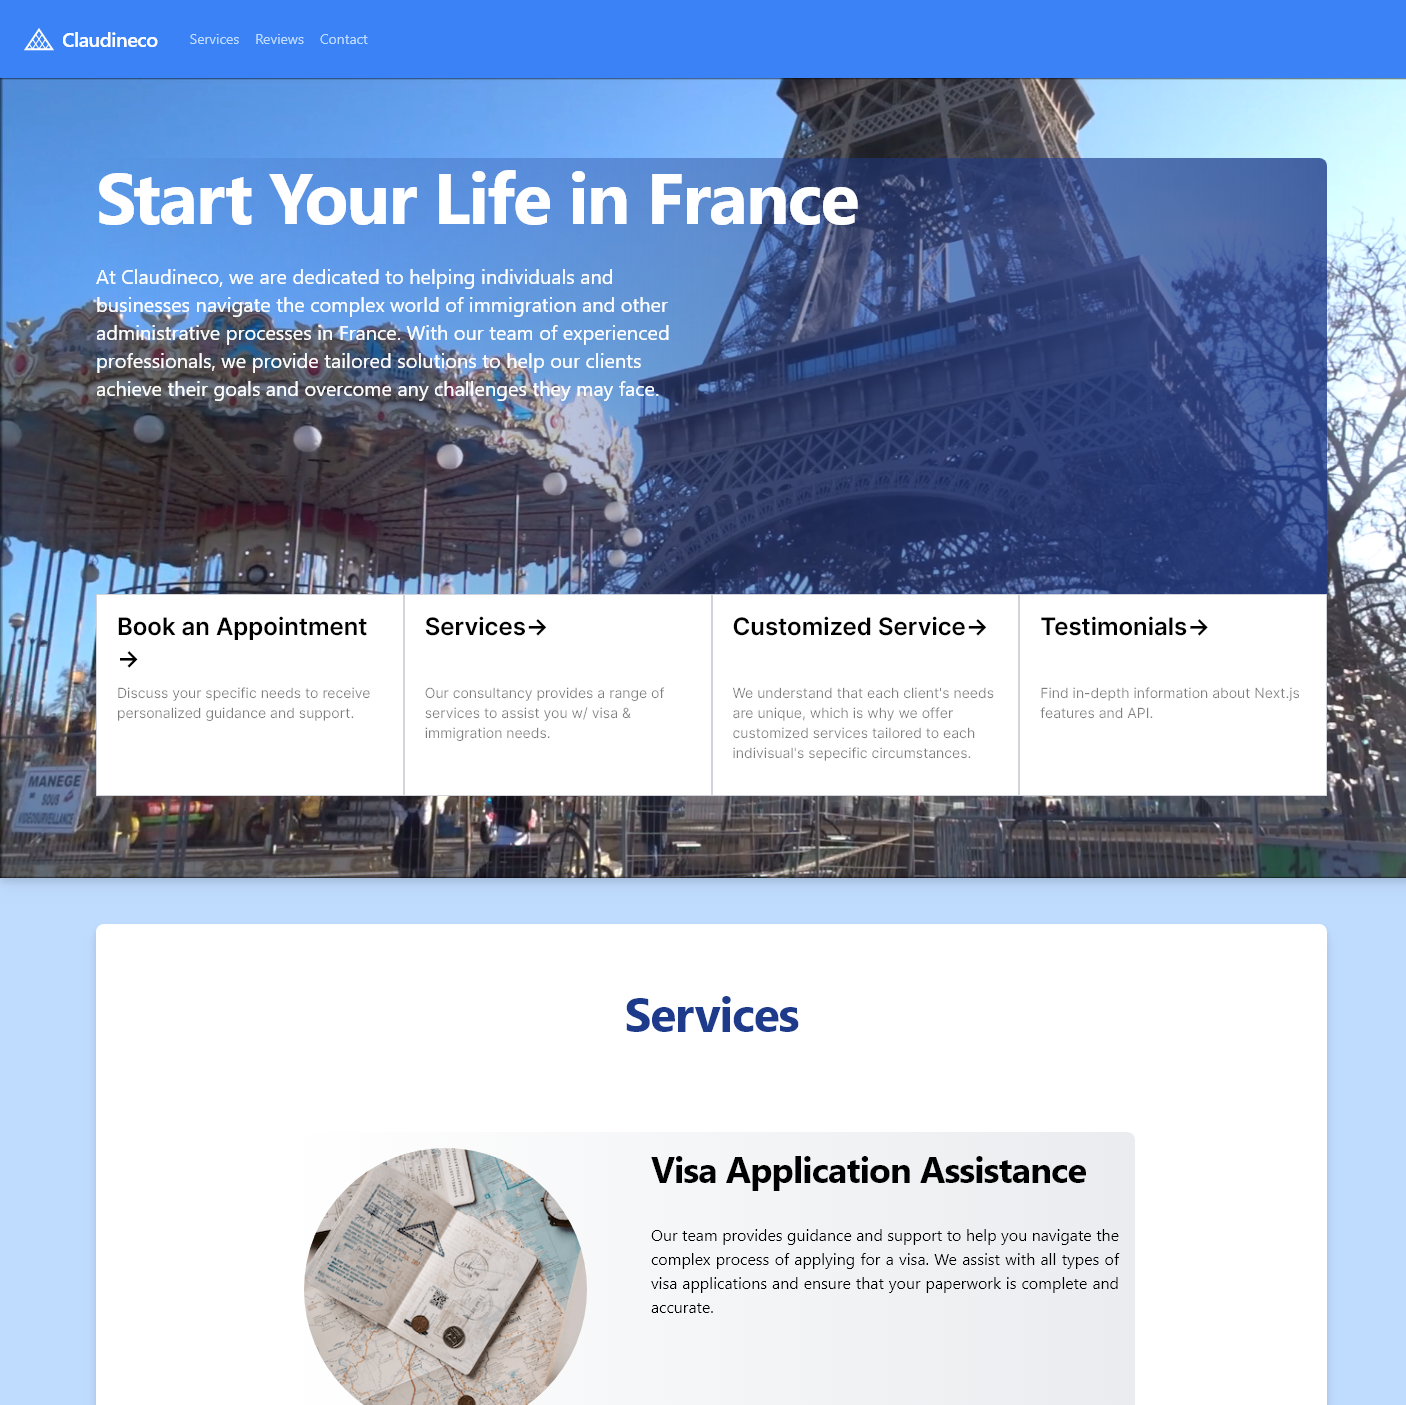 Claudineco
Services
Reviews
Contact
Start Your Life in France
At Claudineco, we are dedicated to helping individuals and
businesses navigate the complex world of immigration and other
administrative processes in France. With our team of experienced
professionals, we provide tailored solutions to help our clients
achieve their goals and overcome any challenges they may face.
Book an Appointment
→
Discuss your specific needs to receive
personalized guidance and support.
Services→
Our consultancy provides a range of
services to assist you w/ visa &
immigration needs.
Customized Service→
We understand that each client's needs
are unique, which is why we offer
customized services tailored to each
indivisual's sepecific circumstances.
Testimonials→
Find in-depth information about Next.js
features and API.
MANEGE
SOUS
VIDEOSURVEILLANCE
Services
Visa Application Assistance
Our team provides guidance and support to help you navigate the
complex process of applying for a visa. We assist with all types of
visa applications and ensure that your paperwork is complete and
accurate.